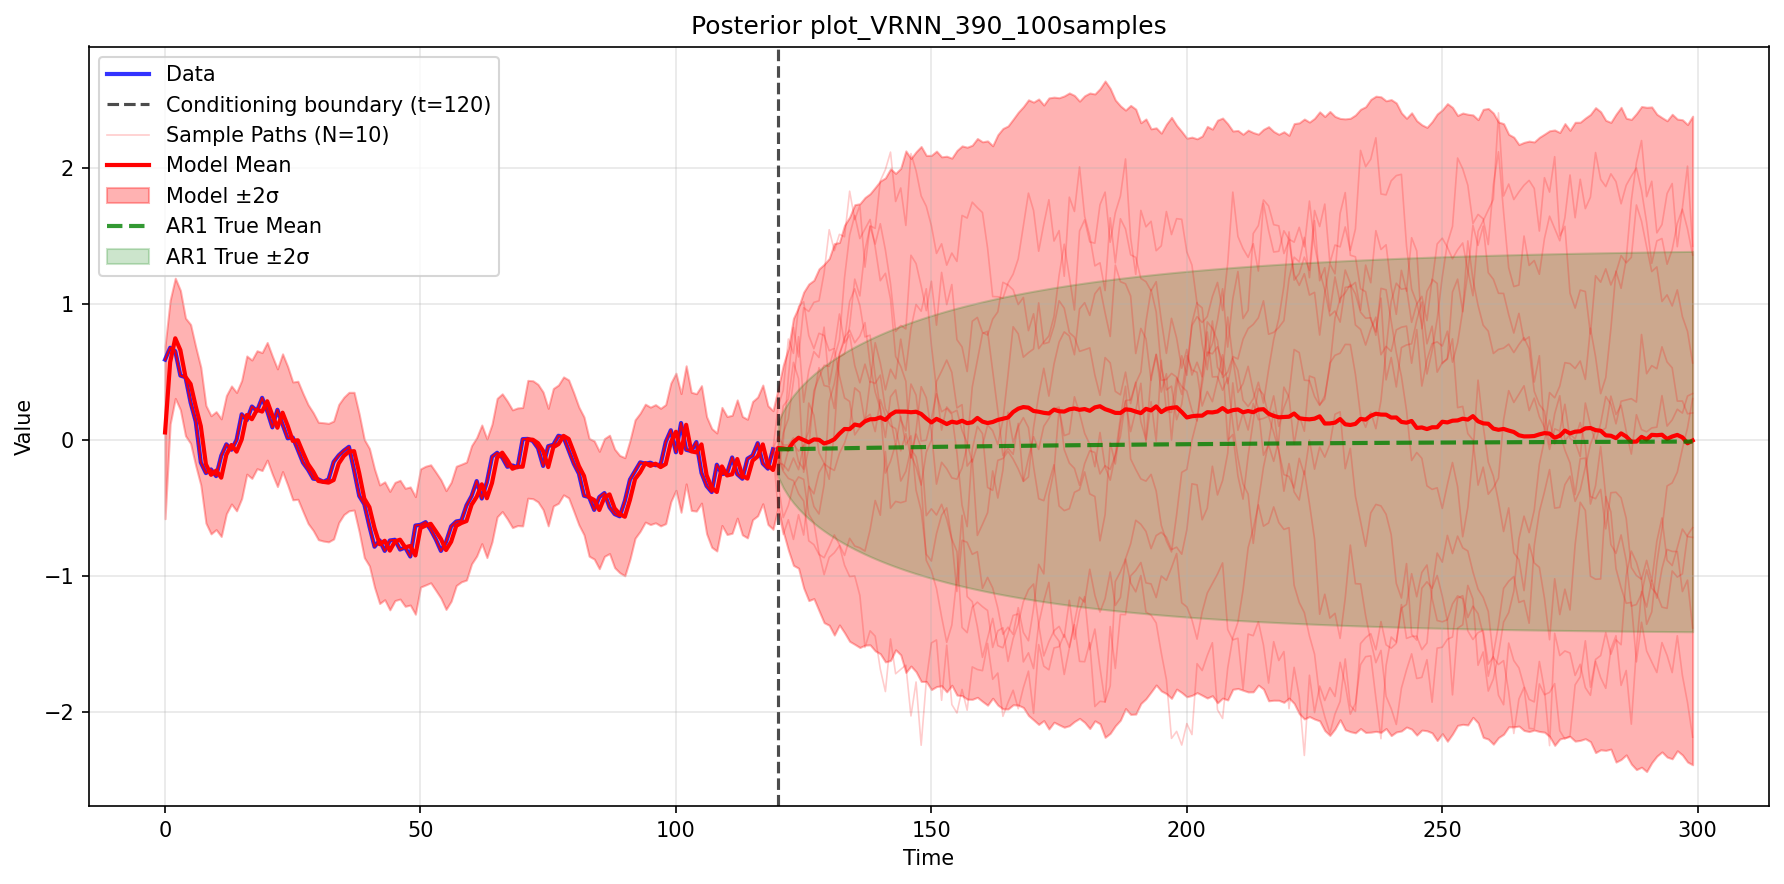 Posterior plot_VRNN_390_100samples
Data
Conditioning boundary (t=120)
Sample Paths (N=10)
Model Mean
Model ±2σ
AR1 True Mean
AR1 True ±2σ
Value
2
1
0
−1
−2
0
50
100
150
200
250
300
Time